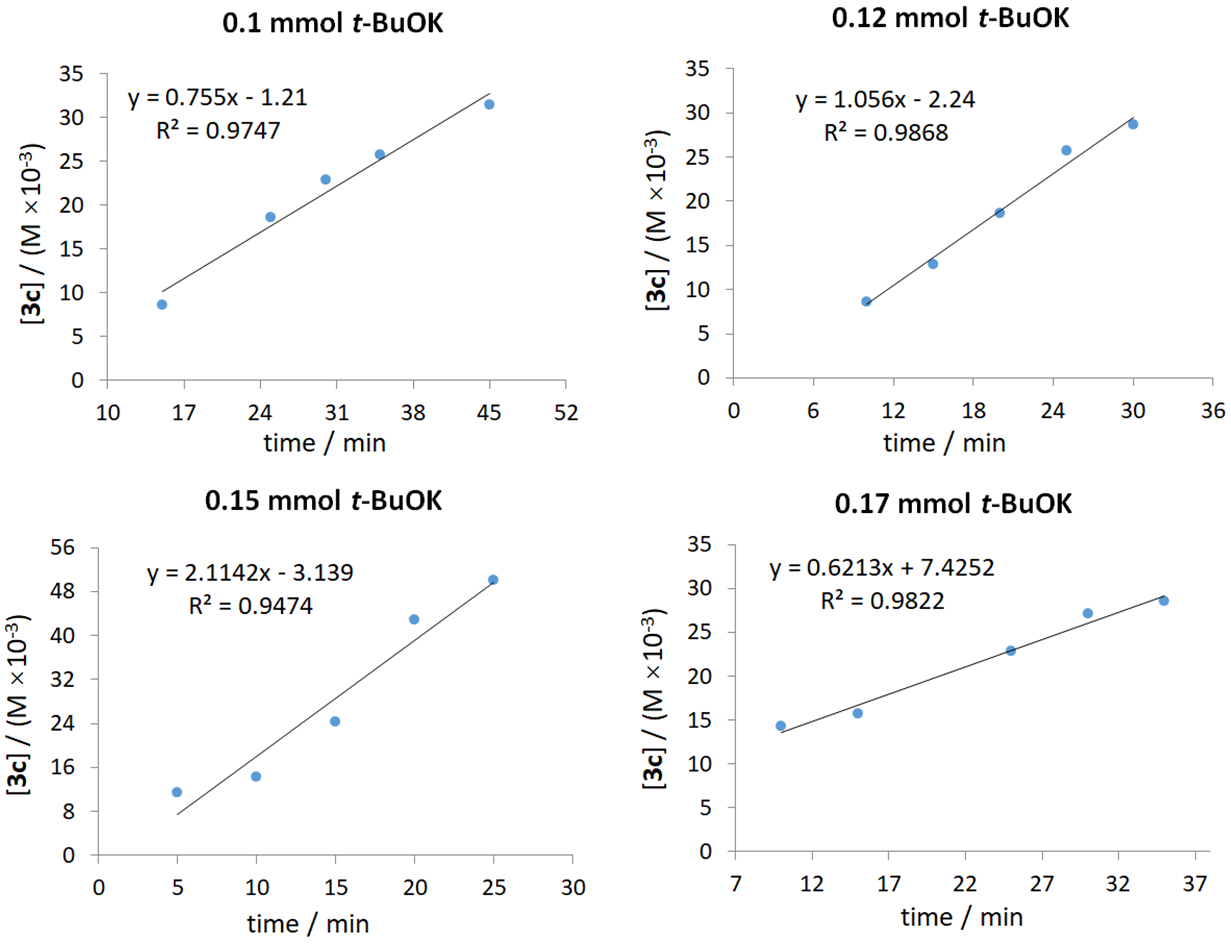 0.1 mmol t-BuOK
y = 0.755x - 1.21
R² = 0.9747
35
30
25
20
15
10
5
0
[3c] / (M ×10⁻³)
10 17 24 31 38 45 52
time / min
0.12 mmol t-BuOK
y = 1.056x - 2.24
R² = 0.9868
35
30
25
20
15
10
5
0
[3c] / (M ×10⁻³)
0 6 12 18 24 30 36
time / min
0.15 mmol t-BuOK
y = 2.1142x - 3.139
R² = 0.9474
56
48
40
32
24
16
8
0
[3c] / (M ×10⁻³)
0 5 10 15 20 25 30
time / min
0.17 mmol t-BuOK
y = 0.6213x + 7.4252
R² = 0.9822
35
30
25
20
15
10
5
0
[3c] / (M ×10⁻³)
7 12 17 22 27 32 37
time / min